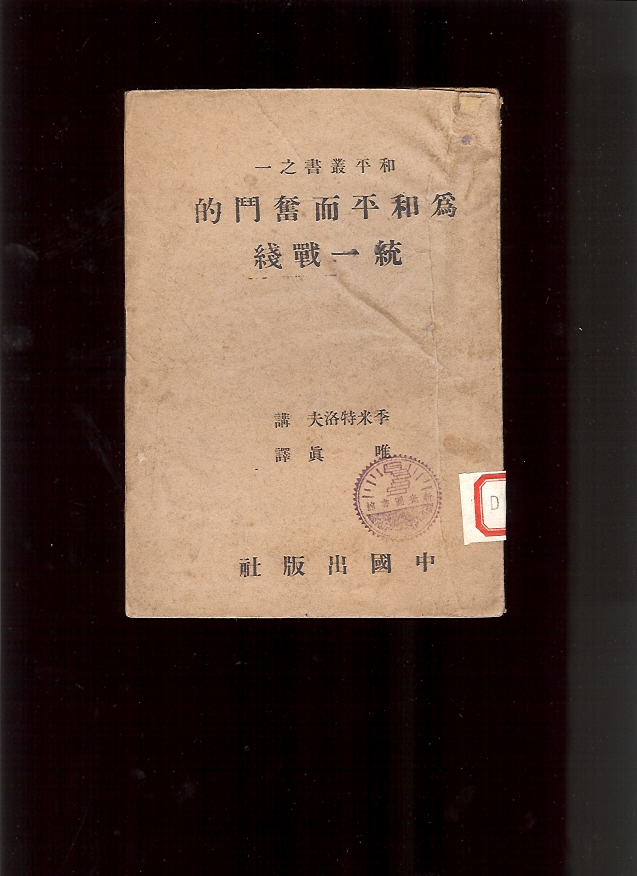 和平叢書之一
爲和平而奮鬥的
統一戰綫
季米特洛夫 講
唯眞 譯
中國出版社
D